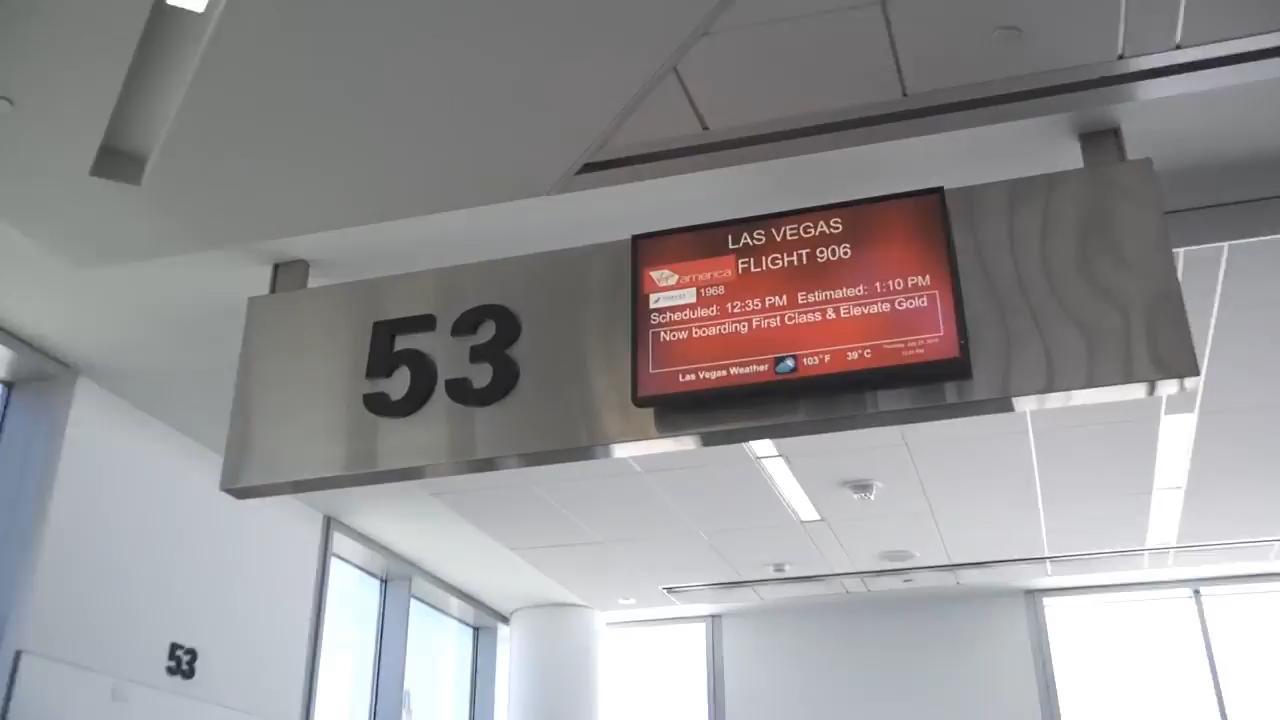 53
LAS VEGAS
FLIGHT 906
america
1968
Scheduled: 12:35 PM Estimated: 1:10 PM
Now boarding First Class & Elevate Gold
Las Vegas Weather 103°F 39°C
53